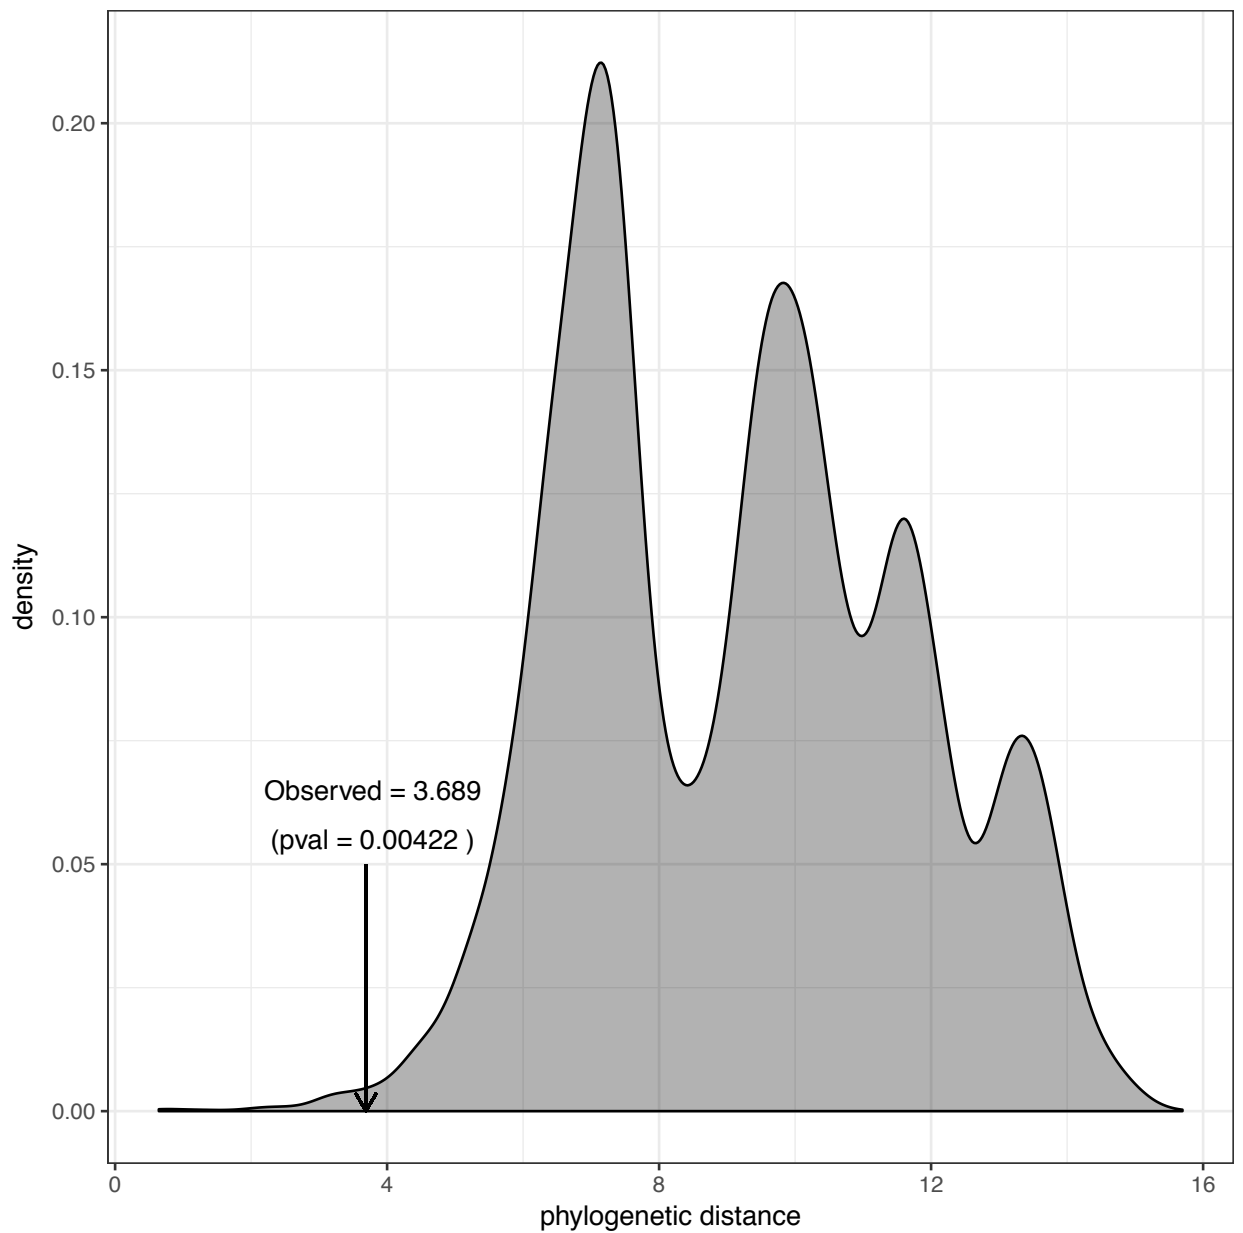 0.20
0.15
0.10
0.05
0.00
density
Observed = 3.689
(pval = 0.00422 )
0 4 8 12 16
phylogenetic distance